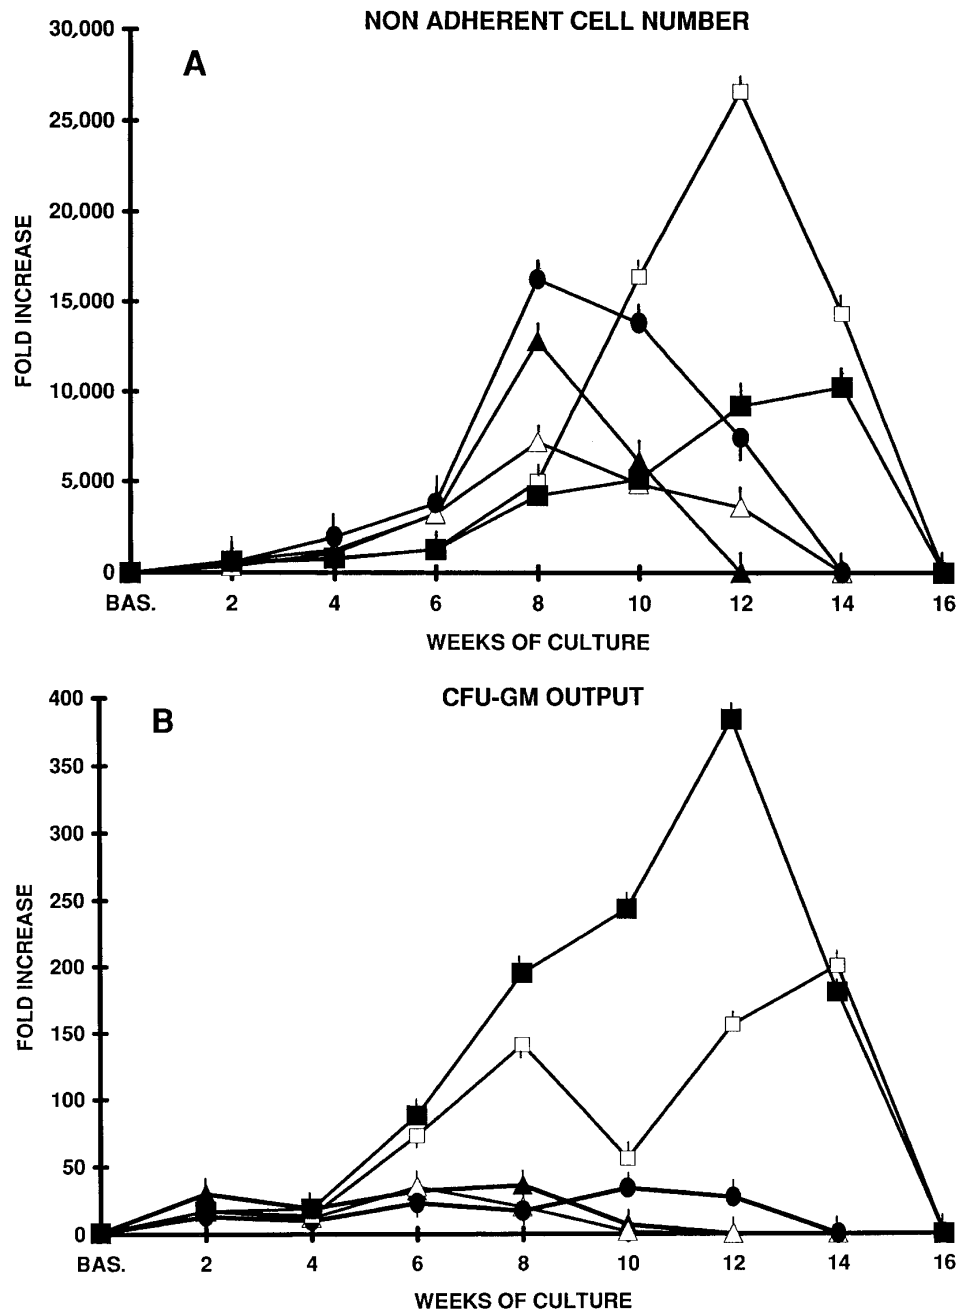 NON ADHERENT CELL NUMBER
A
30,000
25,000
20,000
15,000
10,000
5,000
0
FOLD INCREASE
BAS. 2 4 6 8 10 12 14 16
WEEKS OF CULTURE
CFU-GM OUTPUT
B
400
350
300
250
200
150
100
50
0
FOLD INCREASE
BAS. 2 4 6 8 10 12 14 16
WEEKS OF CULTURE